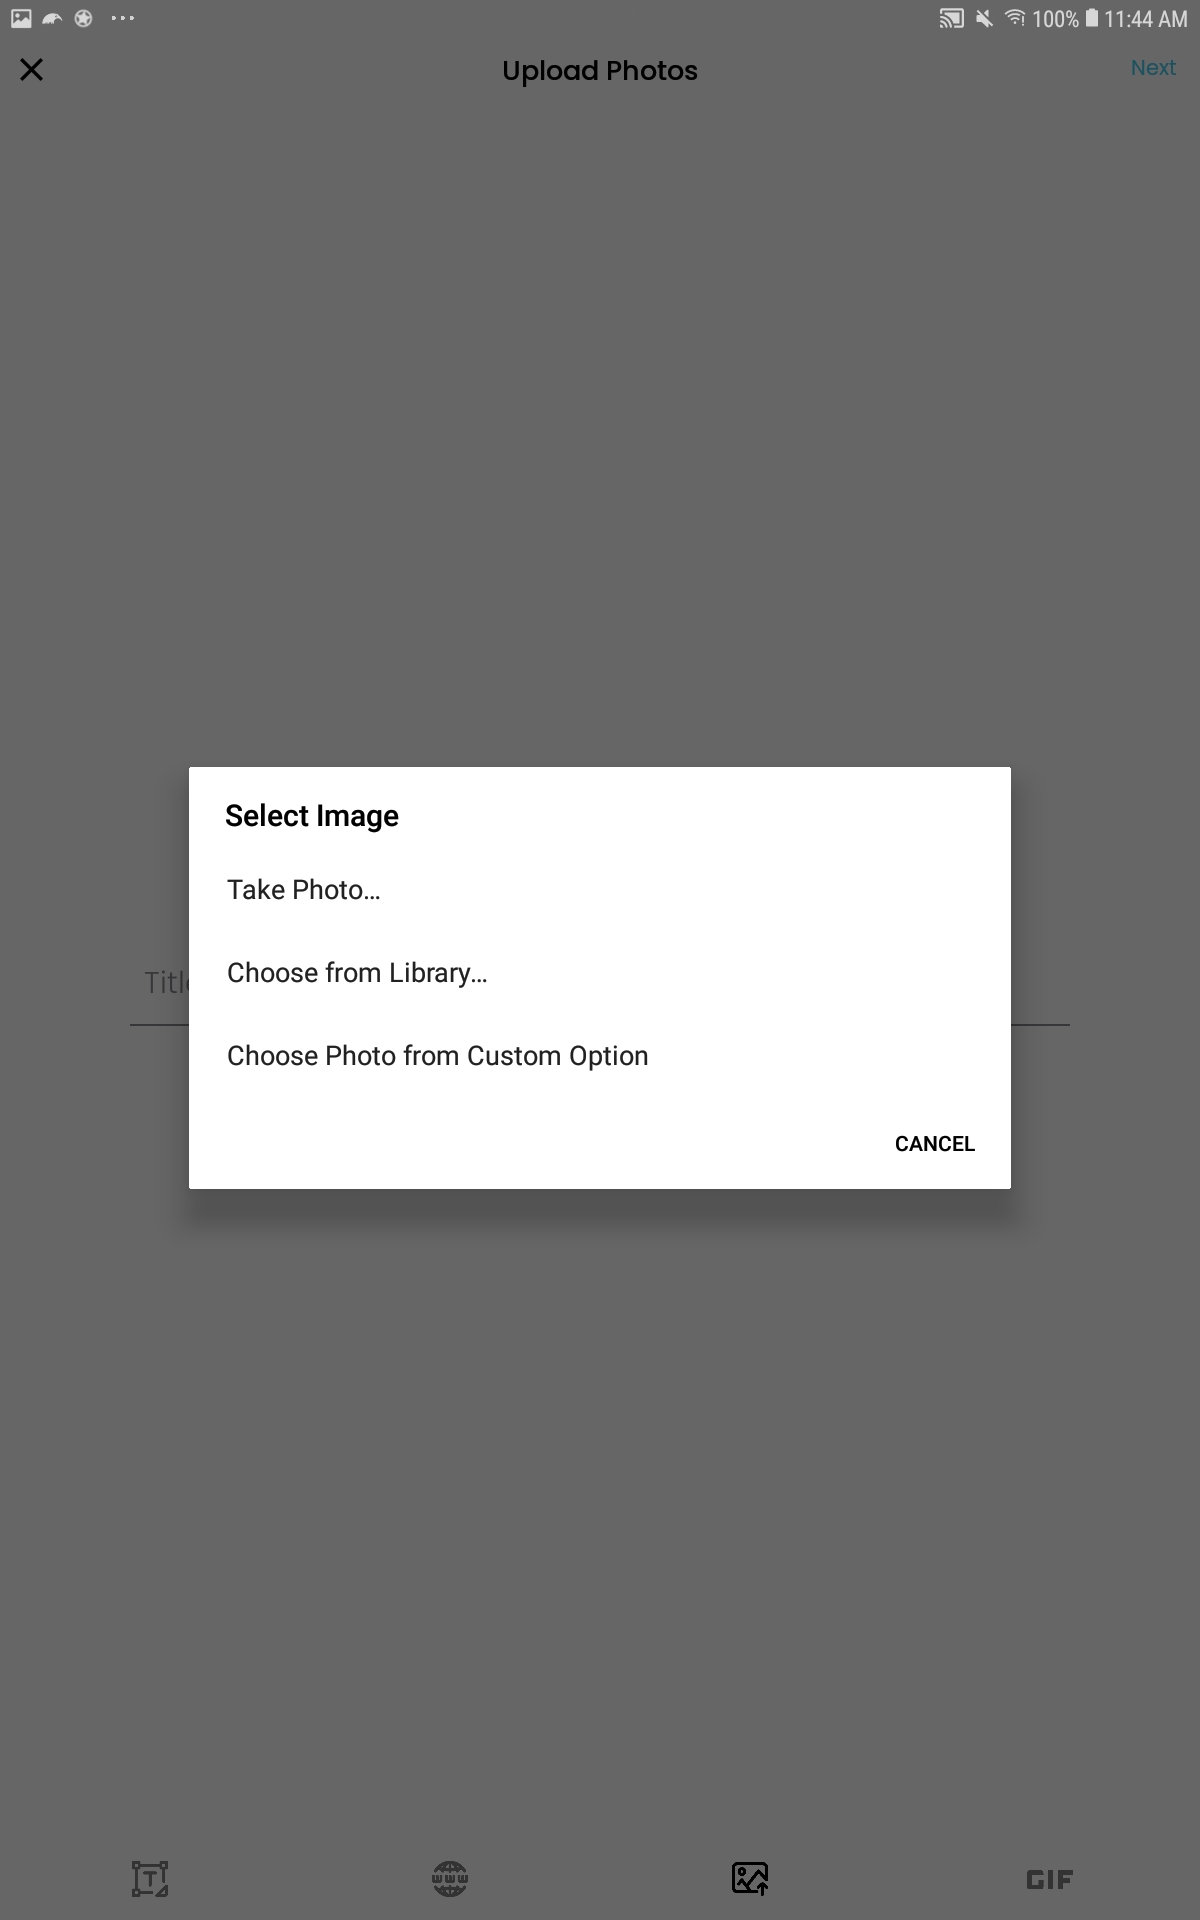 100% 11:44 AM
Upload Photos
Next
Select Image
Take Photo…
Choose from Library…
Titl
Choose Photo from Custom Option
CANCEL
T
www
GIF